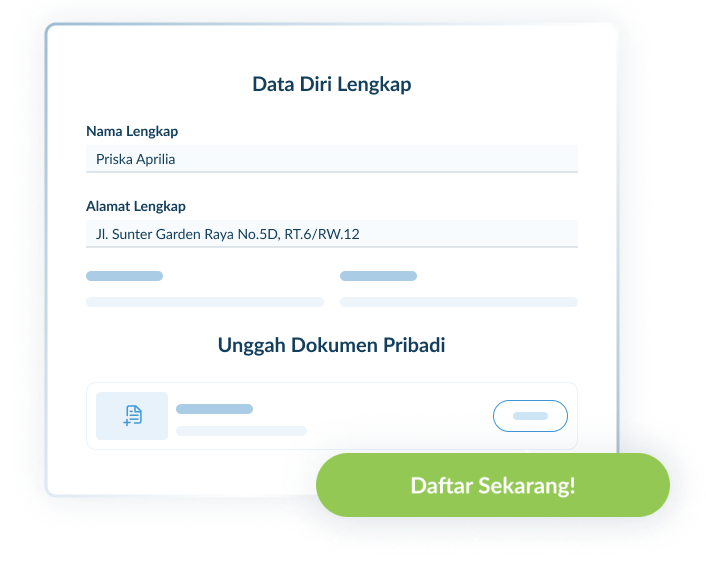 Data Diri Lengkap
Nama Lengkap
Priska Aprilia
Alamat Lengkap
Jl. Sunter Garden Raya No.5D, RT.6/RW.12
Unggah Dokumen Pribadi
Daftar Sekarang!